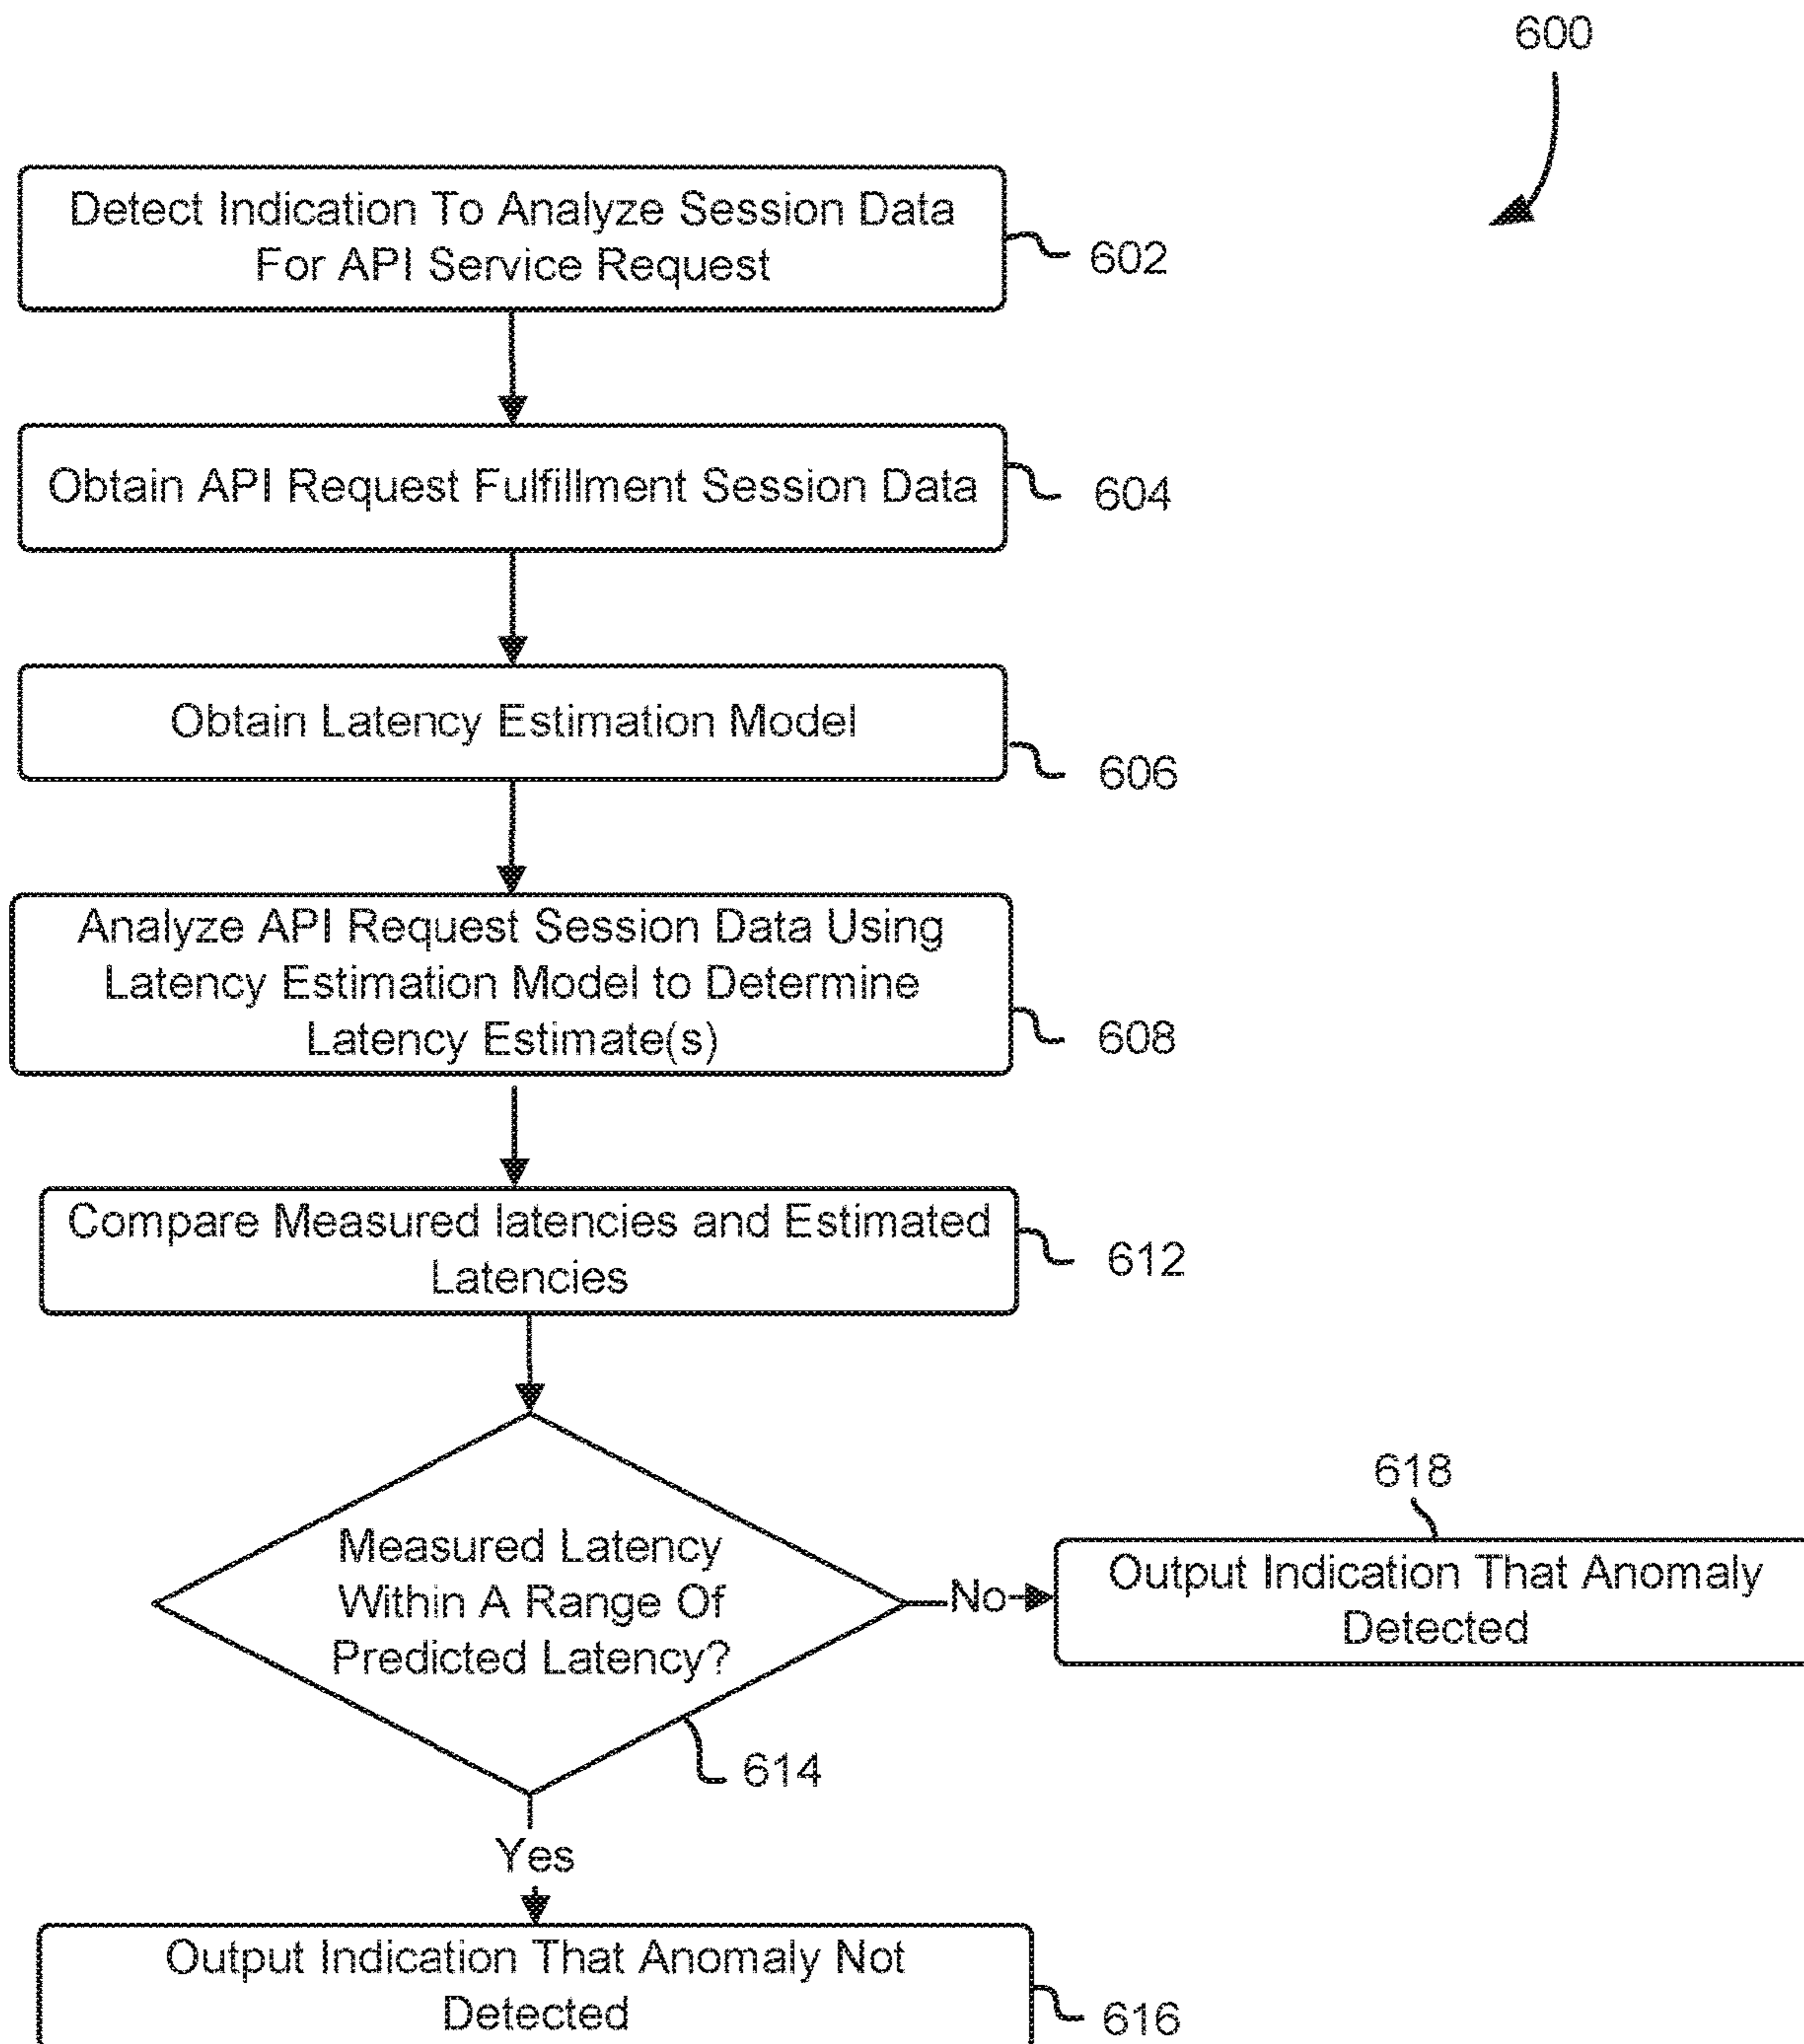 600
Detect Indication To Analyze Session Data
For API Service Request
602
Obtain API Request Fulfillment Session Data
604
Obtain Latency Estimation Model
606
Analyze API Request Session Data Using
Latency Estimation Model to Determine
Latency Estimate(s)
608
Compare Measured latencies and Estimated
Latencies
612
Measured Latency
Within A Range Of
Predicted Latency?
614
No
618
Output Indication That Anomaly
Detected
Yes
Output Indication That Anomaly Not
Detected
616